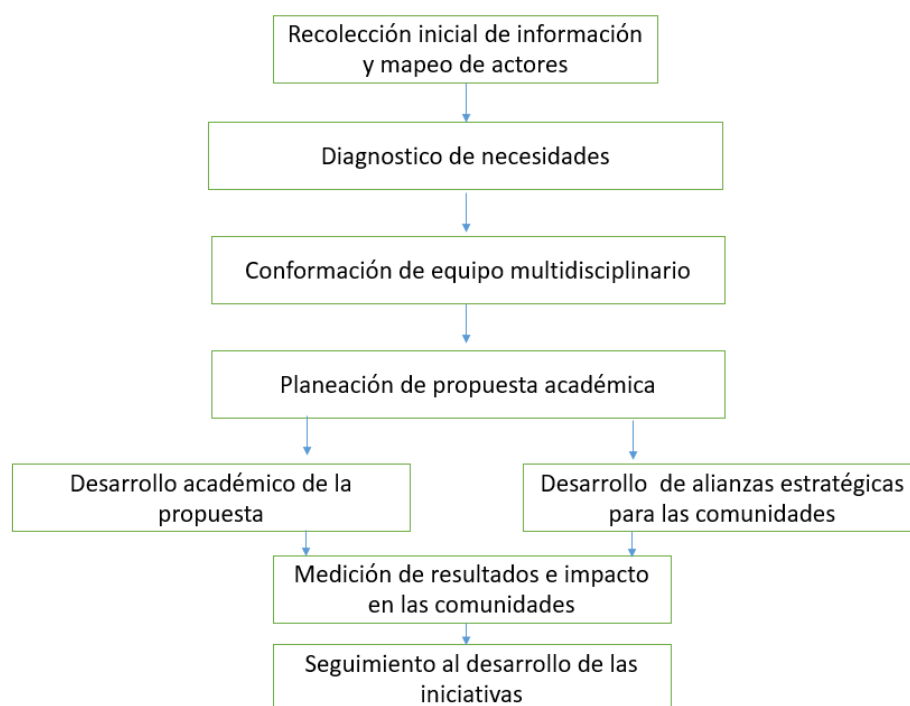 Recolección inicial de información
y mapeo de actores
Diagnostico de necesidades
Conformación de equipo multidisciplinario
Planeación de propuesta académica
Desarrollo académico de la
propuesta
Desarrollo de alianzas estratégicas
para las comunidades
Medición de resultados e impacto
en las comunidades
Seguimiento al desarrollo de las
iniciativas